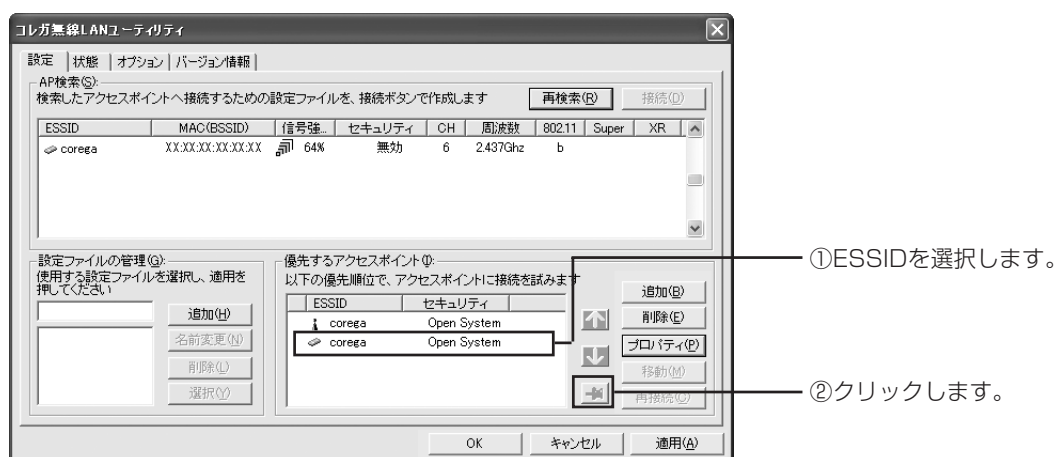 コレガ無線LANユーティリティ
設定 状態 オプション バージョン情報
AP検索(S):
検索したアクセスポイントへ接続するための設定ファイルを、接続ボタンで作成します 再検索(R) 接続(D)
ESSID MAC(BSSID) 信号強... セキュリティ CH 周波数 802.11 Super XR
corega XX:XX:XX:XX:XX:XX 64% 無効 6 2.437Ghz b
設定ファイルの管理(G):
使用する設定ファイルを選択し、適用を
押してください
追加(H)
名前変更(N)
削除(L)
選択(Y)
優先するアクセスポイント(I):
以下の優先順位で、アクセスポイントに接続を試みます
ESSID セキュリティ
corega Open System
corega Open System
追加(B)
削除(E)
プロパティ(P)
移動(M)
再接続(C)
OK キャンセル 適用(A)
①ESSIDを選択します。
②クリックします。